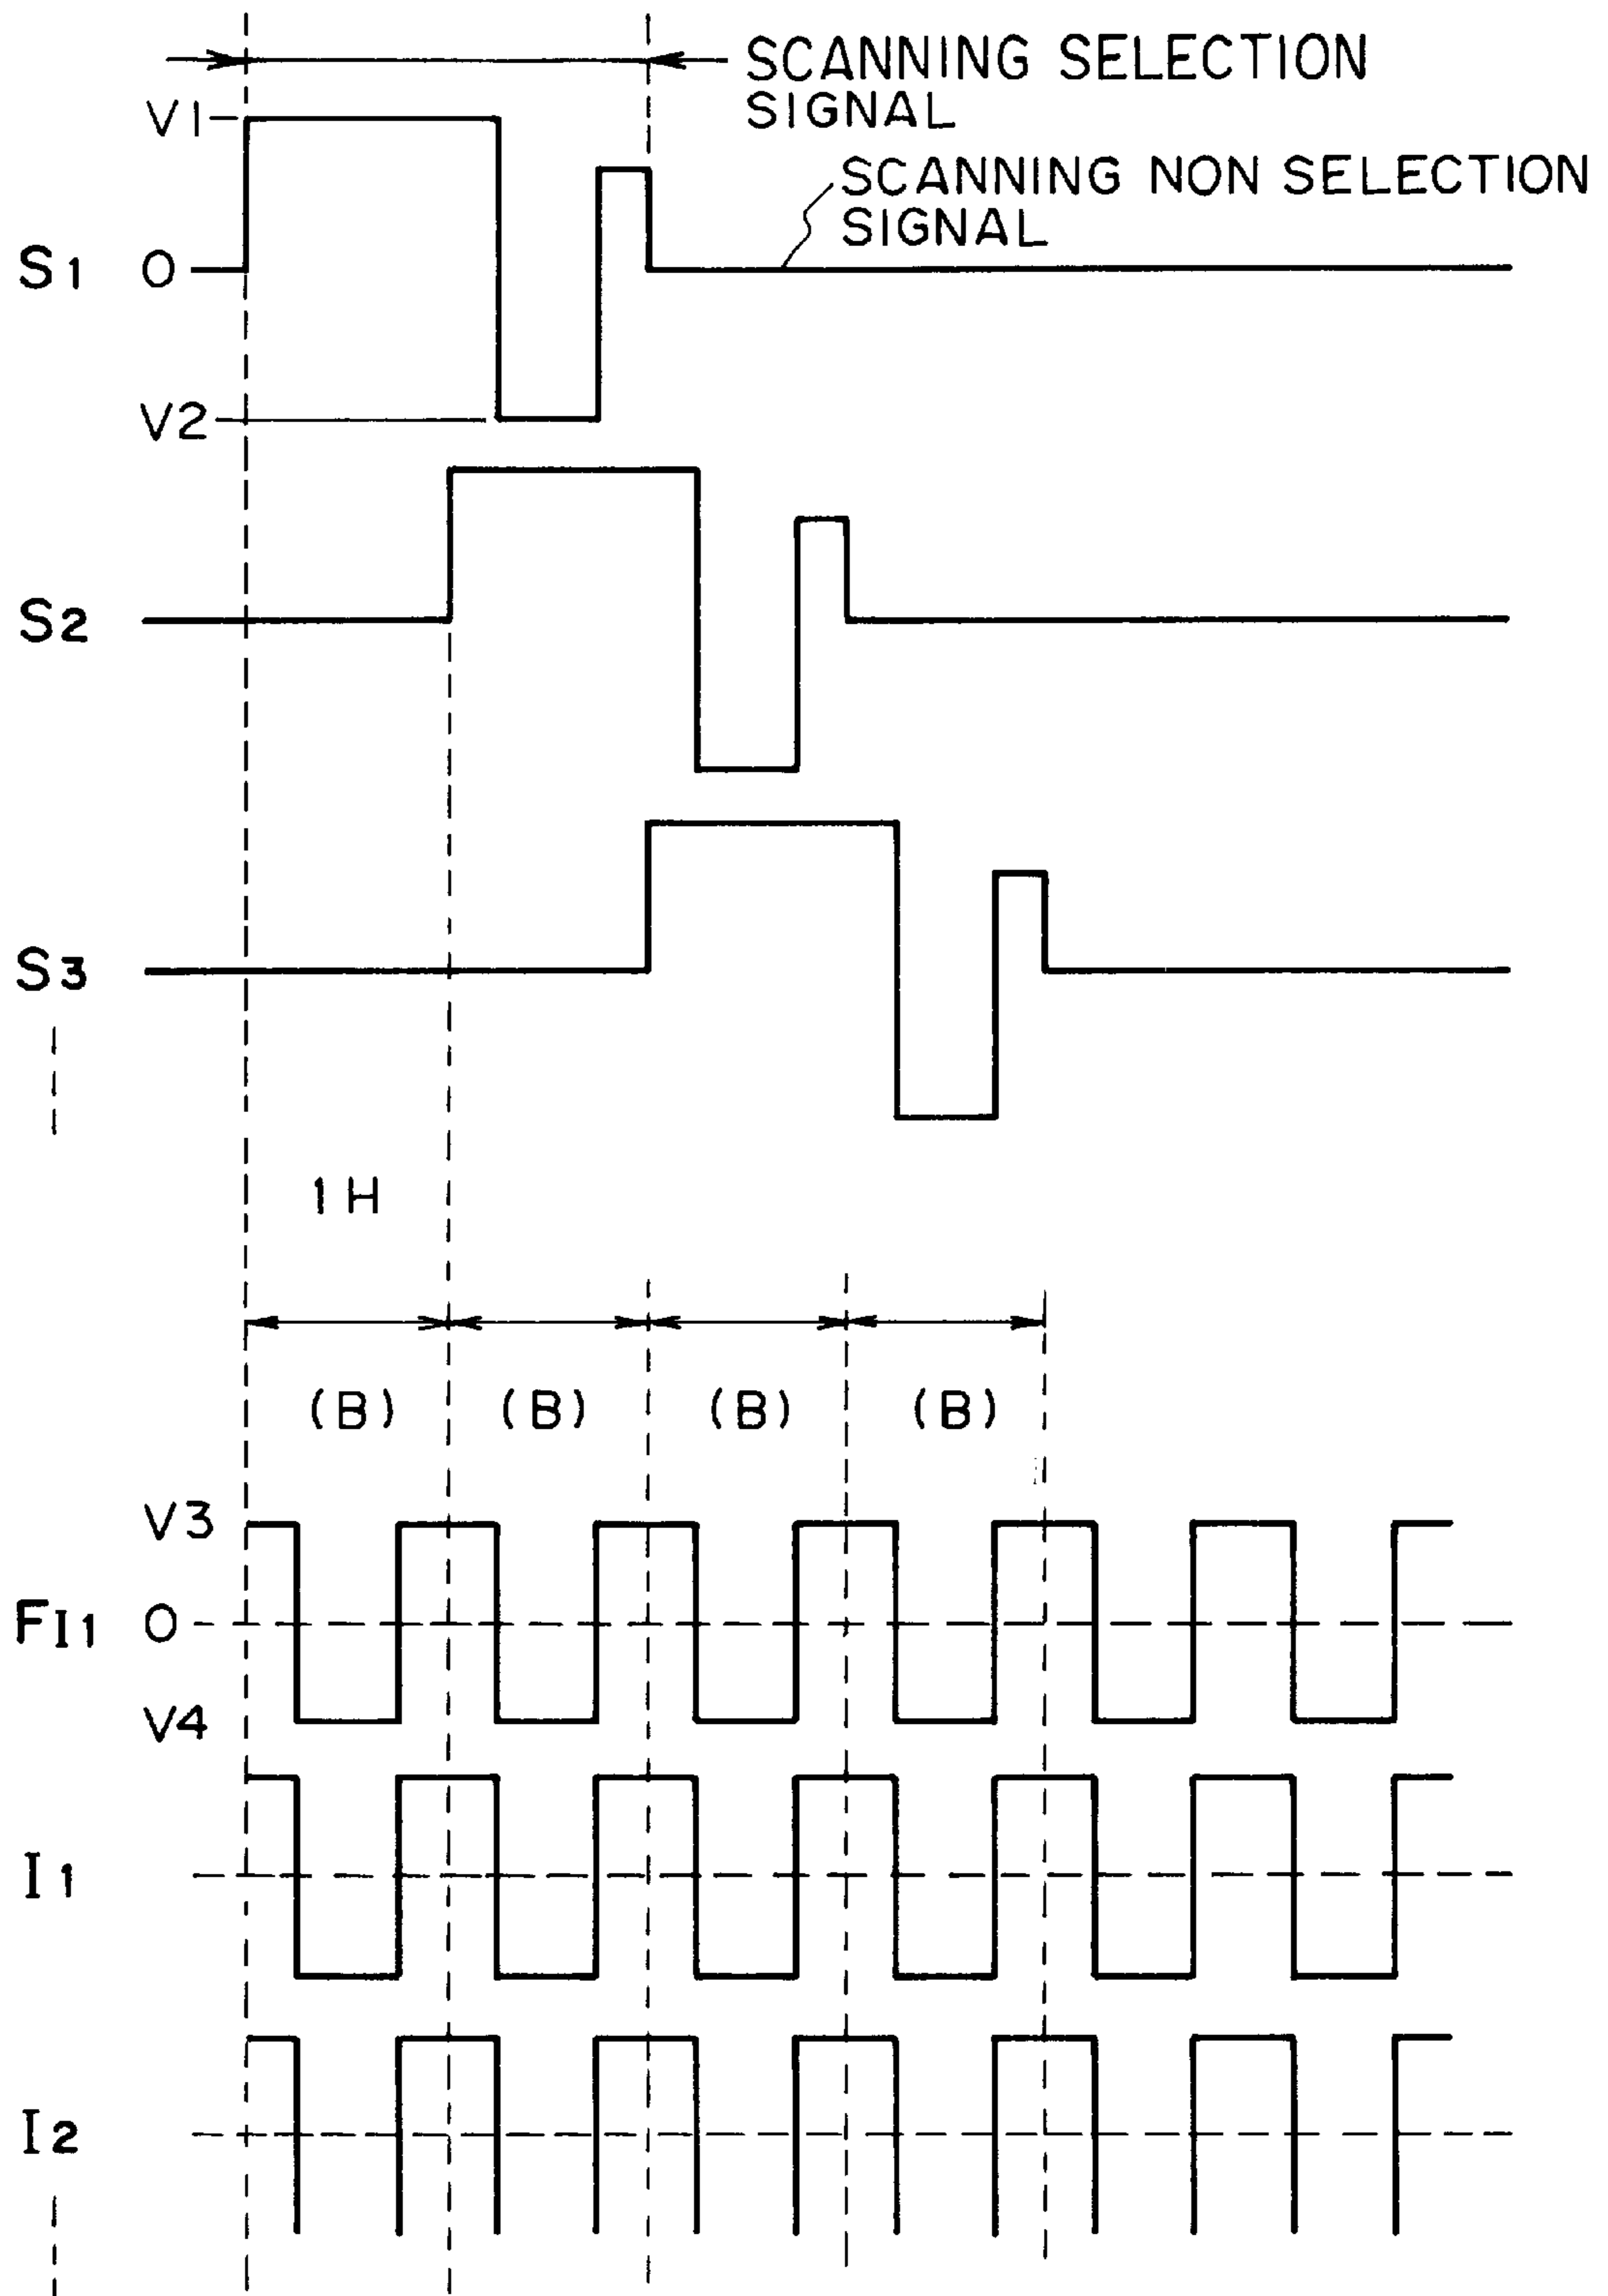 SCANNING SELECTION
SIGNAL
V1
SCANNING NON SELECTION
SIGNAL
S1 0
V2
S2
S3
1H
(B) (B) (B) (B)
V3
FI1 0
V4
I1
I2